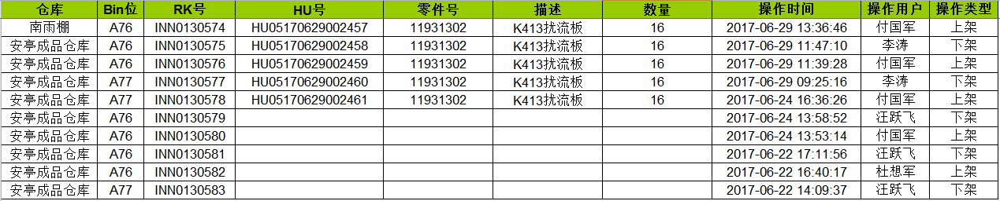 仓库 Bin位 RK号 HU号 零件号 描述 数量 操作时间 操作用户 操作类型
南雨棚 A76 INN0130574 HU05170629002457 11931302 K413扰流板 16 2017-06-29 13:36:46 付国军 上架
安亭成品仓库 A76 INN0130575 HU05170629002458 11931302 K413扰流板 16 2017-06-29 11:47:10 李涛 下架
安亭成品仓库 A76 INN0130576 HU05170629002459 11931302 K413扰流板 16 2017-06-29 11:39:28 付国军 上架
安亭成品仓库 A77 INN0130577 HU05170629002460 11931302 K413扰流板 16 2017-06-29 09:25:16 李涛 下架
安亭成品仓库 A77 INN0130578 HU05170629002461 11931302 K413扰流板 16 2017-06-24 16:36:26 付国军 上架
安亭成品仓库 A76 INN0130579 2017-06-24 13:58:52 汪跃飞 下架
安亭成品仓库 A76 INN0130580 2017-06-24 13:53:14 付国军 上架
安亭成品仓库 A76 INN0130581 2017-06-22 17:11:56 汪跃飞 下架
安亭成品仓库 A76 INN0130582 2017-06-22 16:40:17 杜想军 上架
安亭成品仓库 A77 INN0130583 2017-06-22 14:09:37 汪跃飞 下架